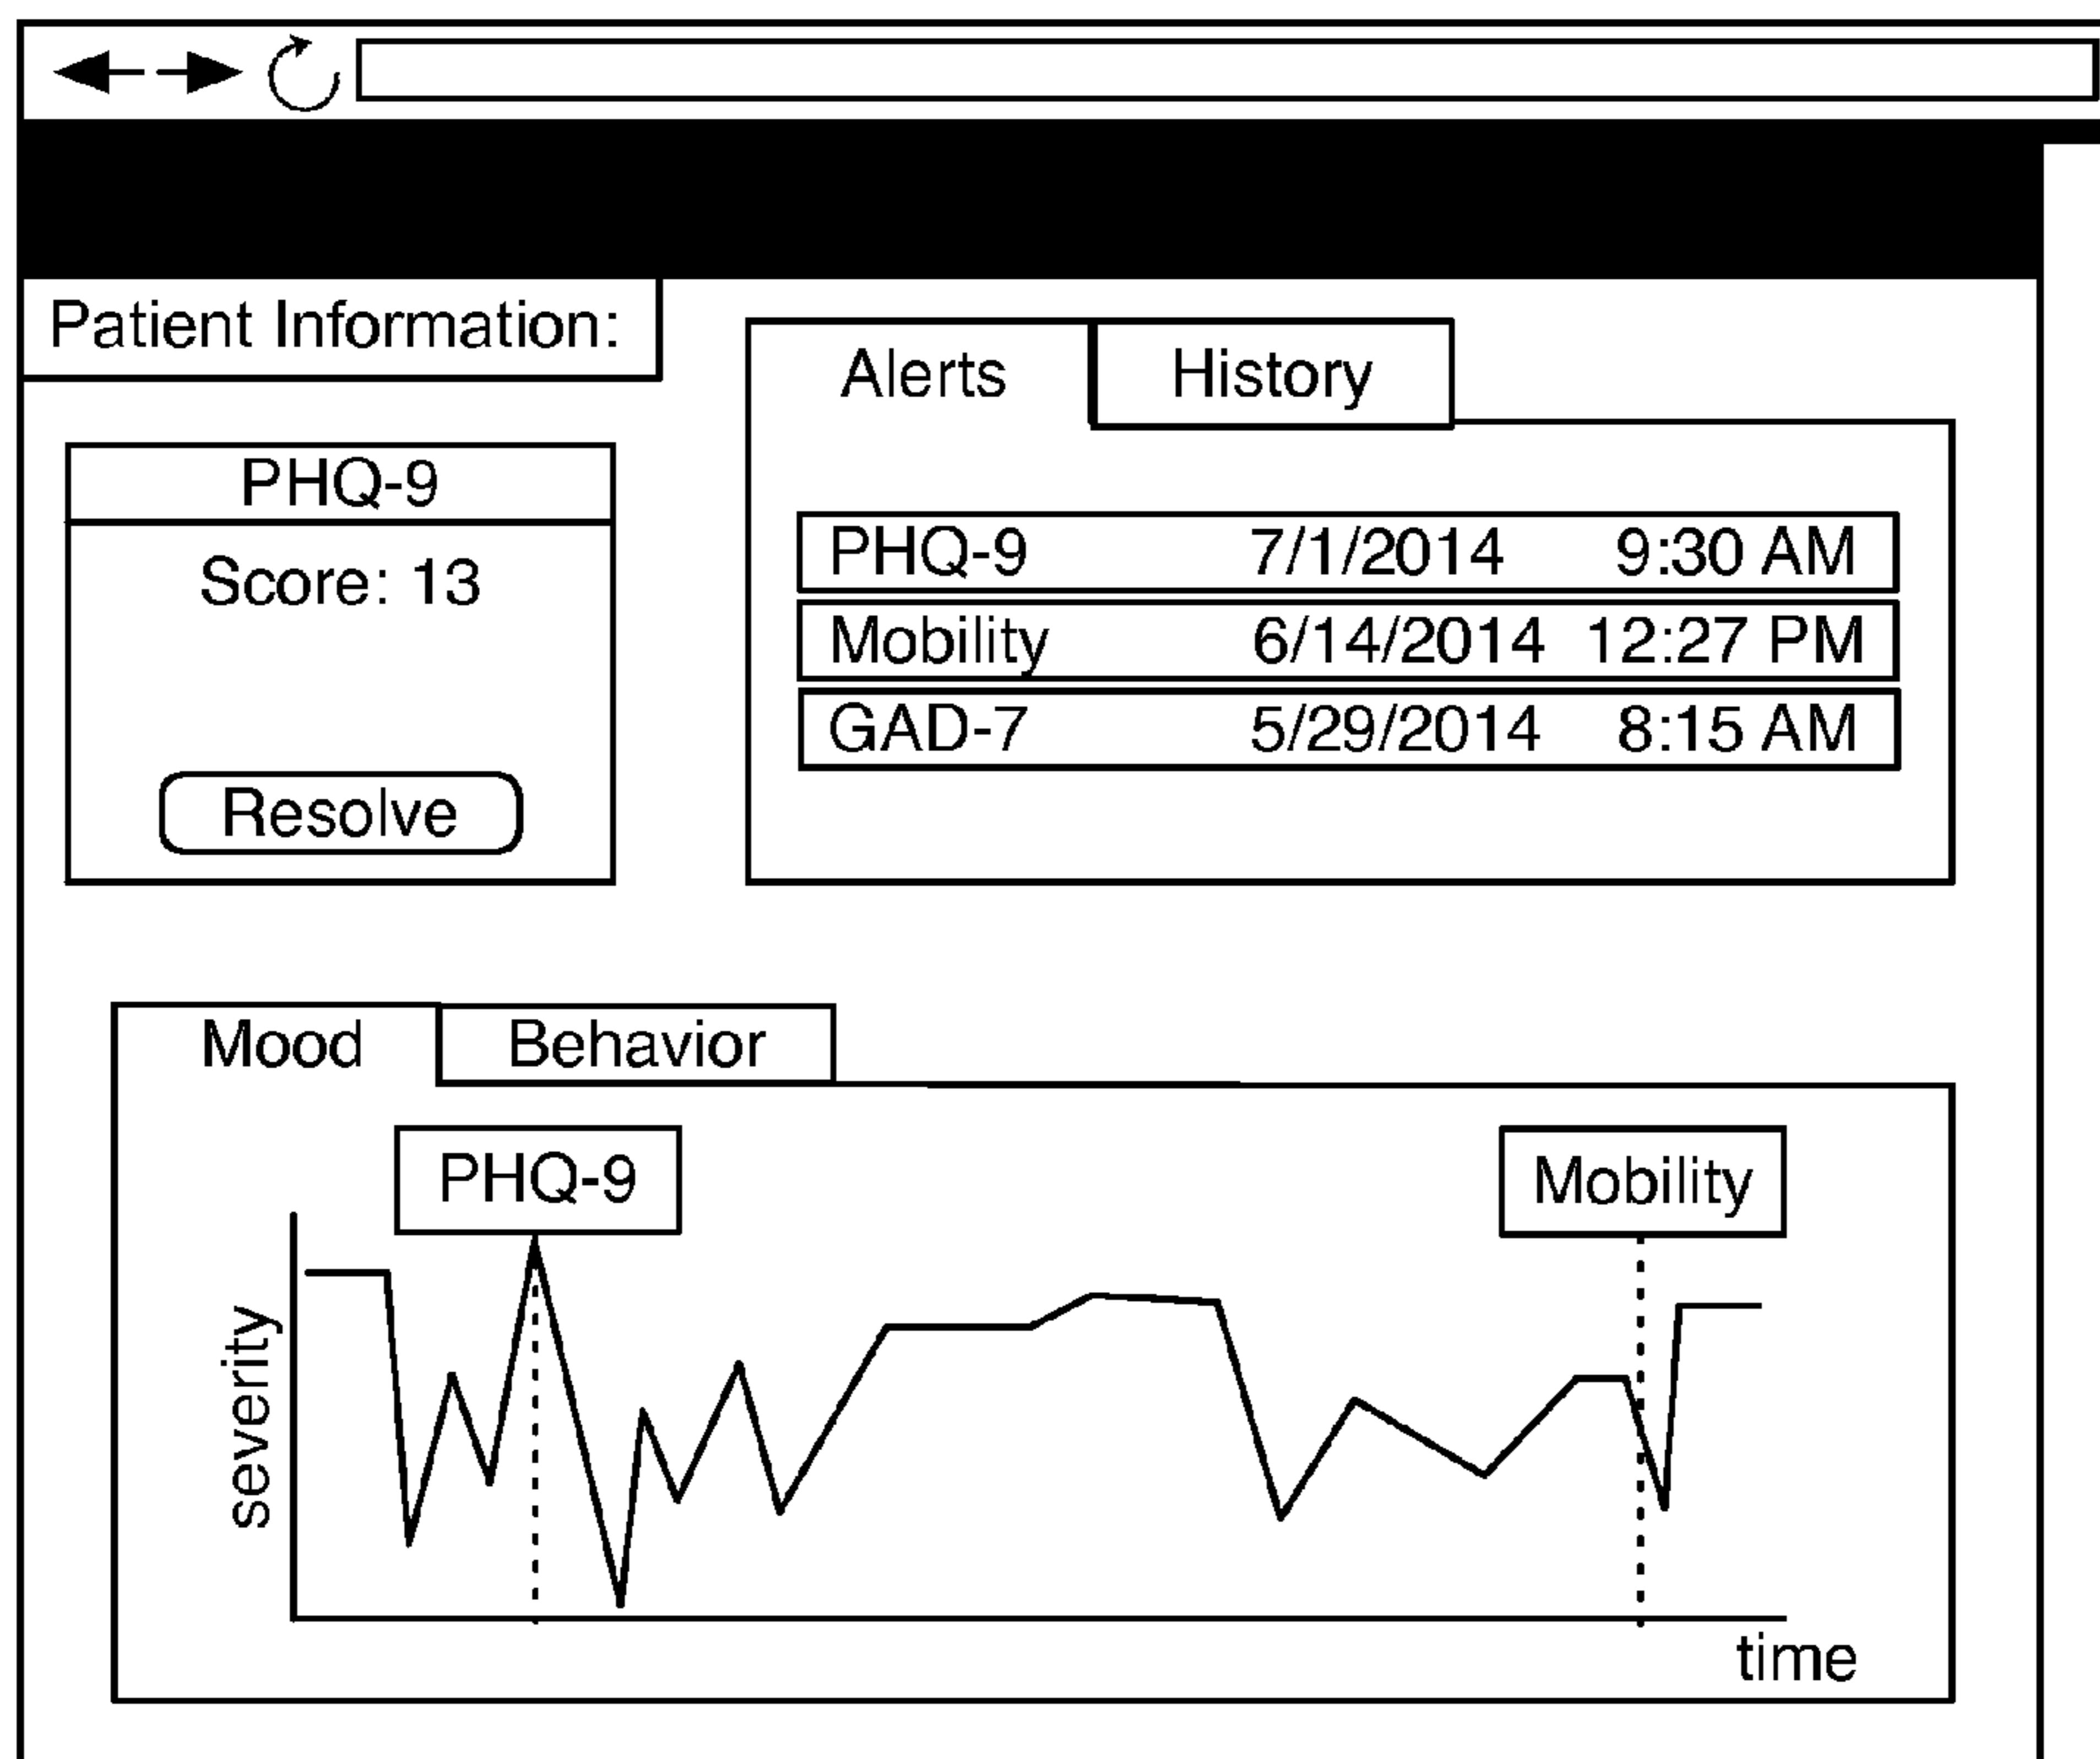 Patient Information:
Alerts
History
PHQ-9
Score: 13
Resolve
PHQ-9 7/1/2014 9:30 AM
Mobility 6/14/2014 12:27 PM
GAD-7 5/29/2014 8:15 AM
Mood
Behavior
PHQ-9
Mobility
severity
time